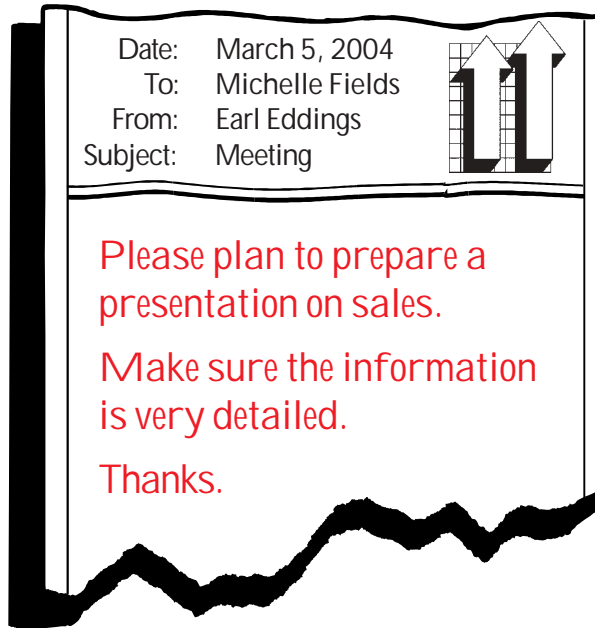 Date: March 5, 2004
To: Michelle Fields
From: Earl Eddings
Subject: Meeting
Please plan to prepare a
presentation on sales.
Make sure the information
is very detailed.
Thanks.